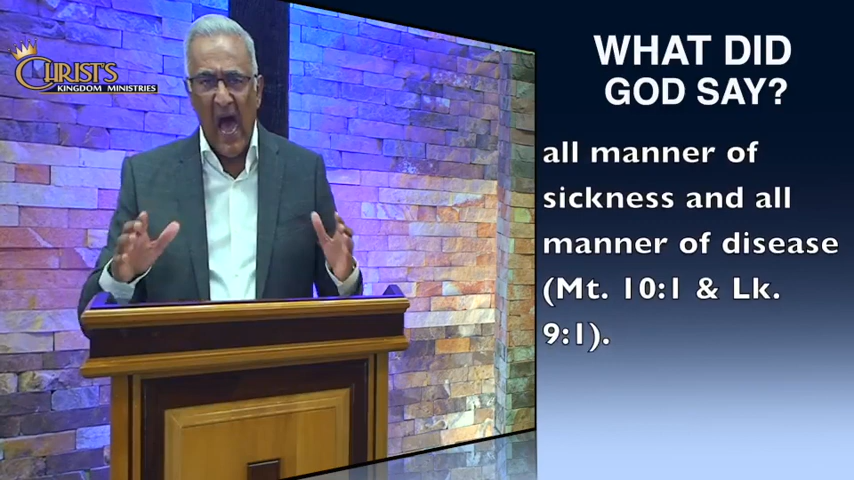 CHRIST'S
KINGDOM MINISTRIES
WHAT DID
GOD SAY?
all manner of
sickness and all
manner of disease
(Mt. 10:1 & Lk.
9:1).